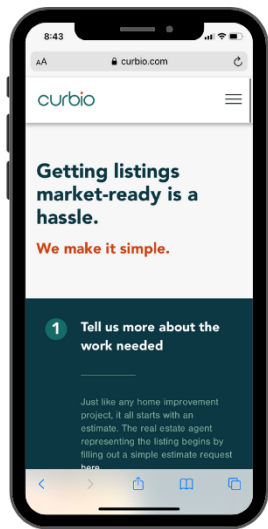 8:43
AA curbio.com
curbio
Getting listings
market-ready is a
hassle.
We make it simple.
1 Tell us more about the
work needed
Just like any home improvement
project, it all starts with an
estimate. The real estate agent
representing the listing begins by
filling out a simple estimate request
here